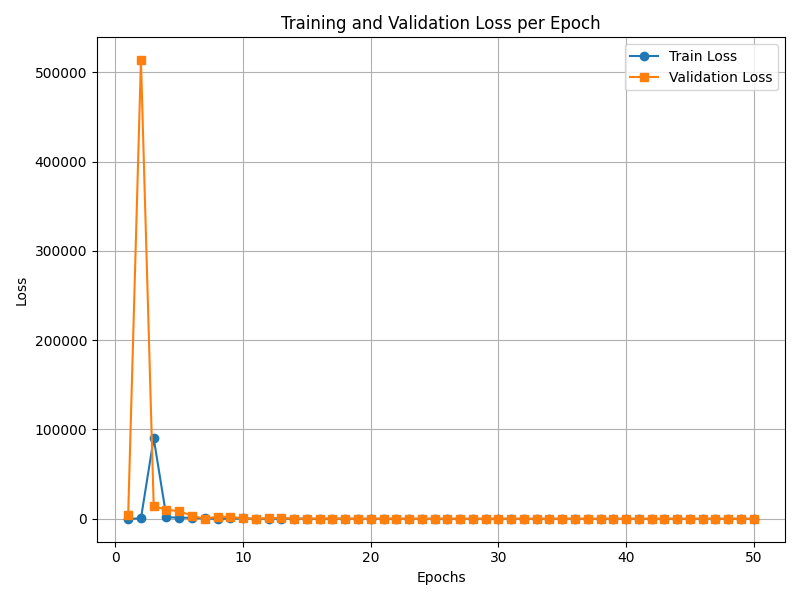 Training and Validation Loss per Epoch
Train Loss
Validation Loss
500000
400000
300000
200000
100000
0
Loss
0 10 20 30 40 50
Epochs